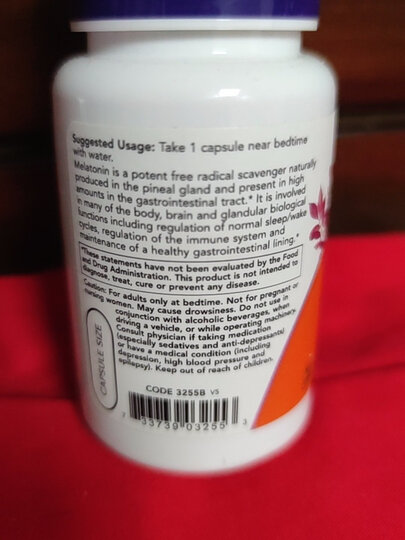 Suggested Usage: Take 1 capsule near bedtime
with water.
Melatonin is a potent free radical scavenger naturally
produced in the pineal gland and present in high
amounts in the gastrointestinal tract.* It is involved
in many of the body, brain and glandular biological
functions including regulation of normal sleep/wake
cycles, regulation of the immune system and
maintenance of a healthy gastrointestinal lining.*
*These statements have not been evaluated by the Food
and Drug Administration. This product is not intended to
diagnose, treat, cure or prevent any disease.
Caution: For adults only at bedtime. Not for pregnant or
nursing women. May cause drowsiness. Do not use in
conjunction with alcoholic beverages, when
driving a vehicle, or while operating machinery.
Consult physician if taking medication
(especially sedatives and anti-depressants)
or have a medical condition (including
depression, high blood pressure and
epilepsy). Keep out of reach of children.
CAPSULE SIZE
CODE 3255B V5
7 33739 03255 3